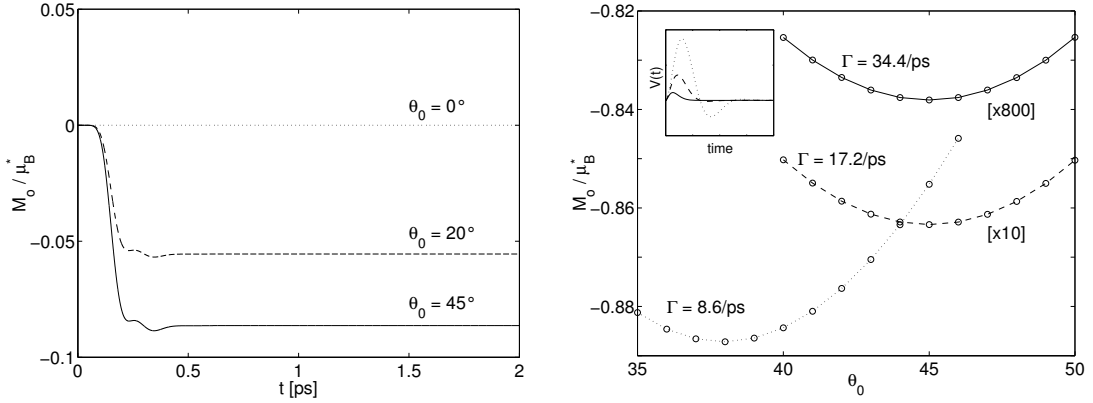 0.05
0
−0.05
−0.1
M_o / μ*_B
θ_0 = 0°
θ_0 = 20°
θ_0 = 45°
0
0.5
1
1.5
2
t [ps]
−0.82
−0.84
−0.86
−0.88
M_o / μ*_B
V(t)
time
Γ = 34.4/ps
[x800]
Γ = 17.2/ps
[x10]
Γ = 8.6/ps
35
40
45
50
θ_0